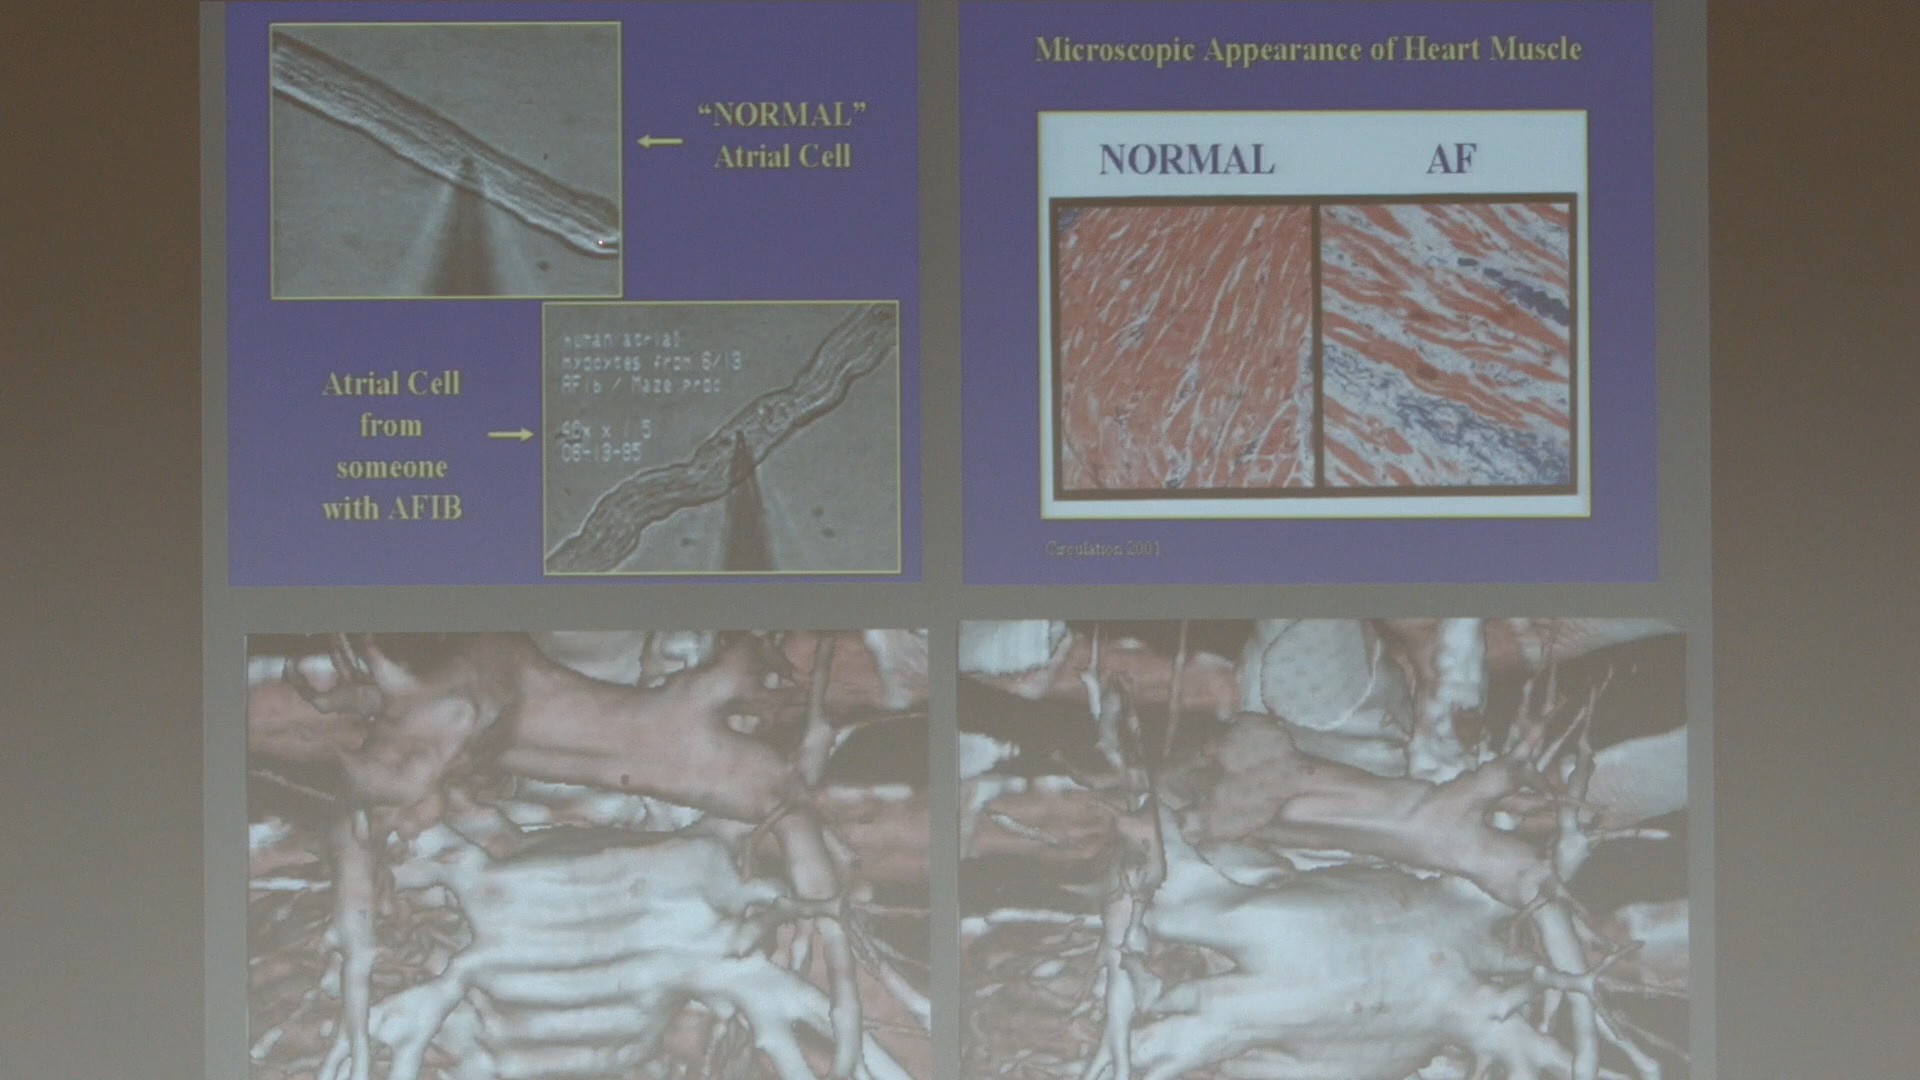 “NORMAL”
Atrial Cell
human atrial
myocytes from 6/13
AFib / Maze proc
40x x 1.5
06-13-95
Atrial Cell
from
someone
with AFIB
Microscopic Appearance of Heart Muscle
NORMAL
AF
Circulation 2001